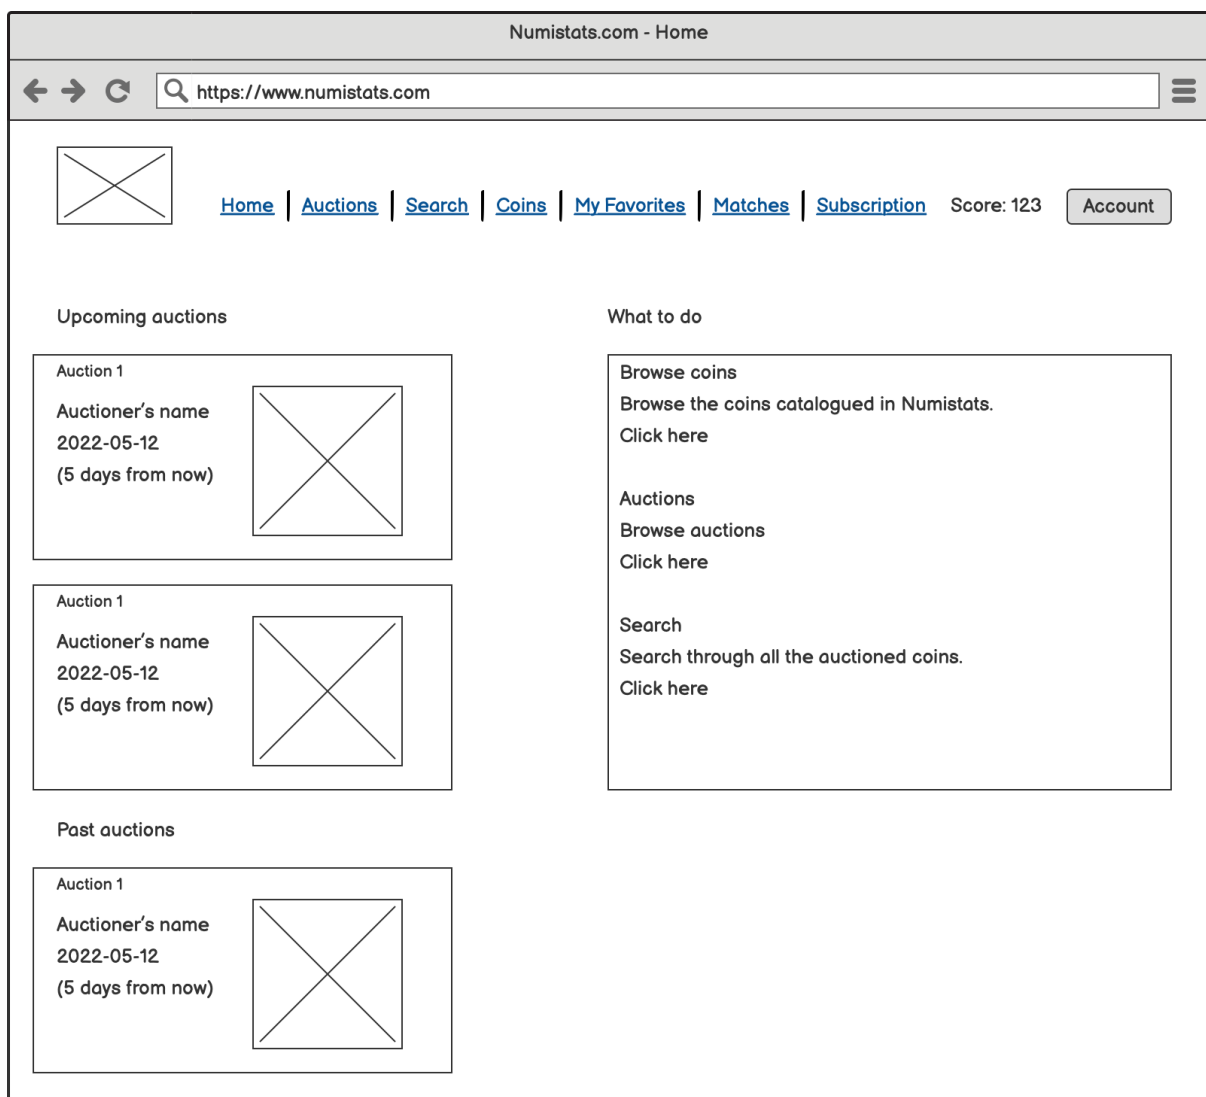 Numistats.com - Home
https://www.numistats.com
Home Auctions Search Coins My Favorites Matches Subscription Score: 123 Account
Upcoming auctions
Auction 1
Auctioner's name
2022-05-12
(5 days from now)
Auction 1
Auctioner's name
2022-05-12
(5 days from now)
Past auctions
Auction 1
Auctioner's name
2022-05-12
(5 days from now)
What to do
Browse coins
Browse the coins catalogued in Numistats.
Click here
Auctions
Browse auctions
Click here
Search
Search through all the auctioned coins.
Click here